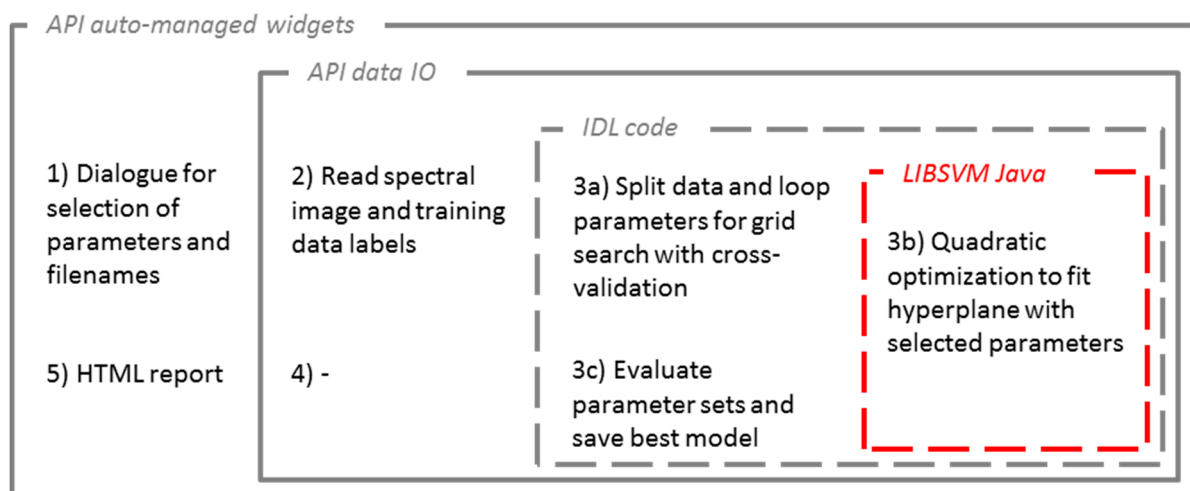 API auto-managed widgets
API data IO
IDL code
LIBSVM Java
1) Dialogue for
selection of
parameters and
filenames
2) Read spectral
image and training
data labels
3a) Split data and loop
parameters for grid
search with cross-
validation
3b) Quadratic
optimization to fit
hyperplane with
selected parameters
5) HTML report
4) -
3c) Evaluate
parameter sets and
save best model